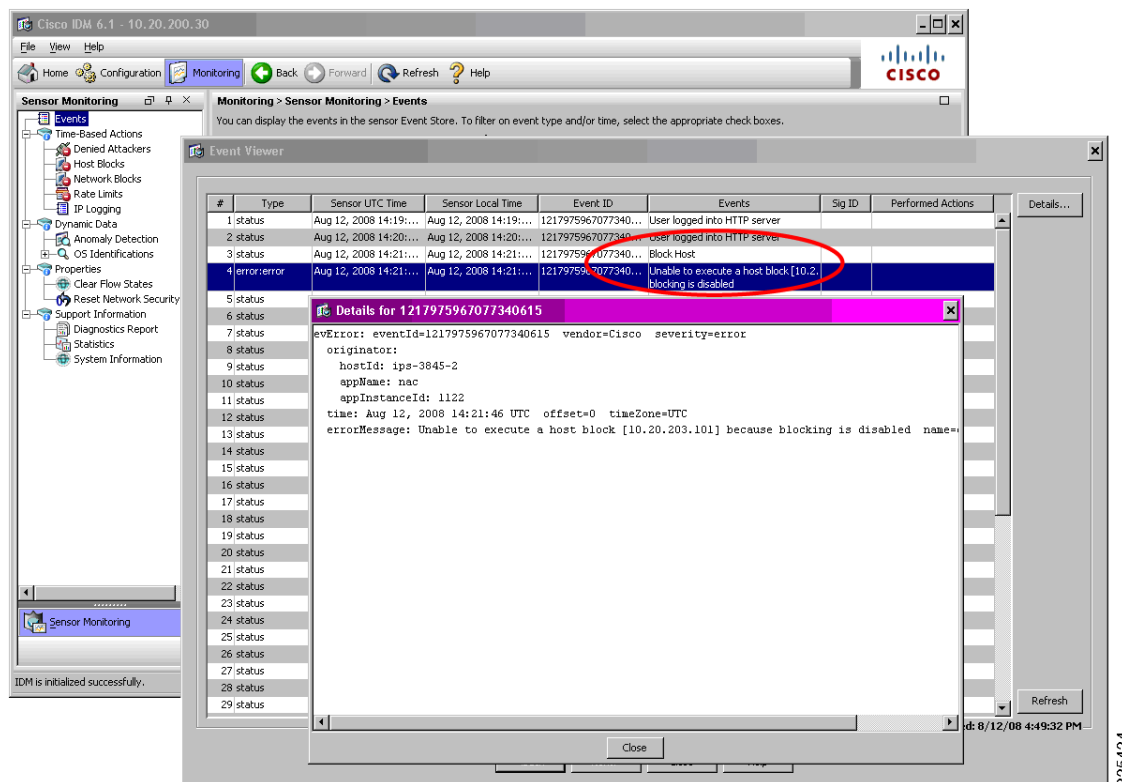 Cisco IDM 6.1 - 10.20.200.30
File View Help
Home Configuration Monitoring Back Forward Refresh Help
CISCO
Sensor Monitoring
Events
Time-Based Actions
Denied Attackers
Host Blocks
Network Blocks
Rate Limits
IP Logging
Dynamic Data
Anomaly Detection
OS Identifications
Properties
Clear Flow States
Reset Network Security
Support Information
Diagnostics Report
Statistics
System Information
Sensor Monitoring
IDM is initialized successfully.
Monitoring > Sensor Monitoring > Events
You can display the events in the sensor Event Store. To filter on event type and/or time, select the appropriate check boxes.
Event Viewer
# Type Sensor UTC Time Sensor Local Time Event ID Events Sig ID Performed Actions
Details...
1 status Aug 12, 2008 14:19:... Aug 12, 2008 14:19:... 1217975967077340... User logged into HTTP server
2 status Aug 12, 2008 14:20:... Aug 12, 2008 14:20:... 1217975967077340... User logged into HTTP server
3 status Aug 12, 2008 14:21:... Aug 12, 2008 14:21:... 1217975967077340... Block Host
4 error:error Aug 12, 2008 14:21:... Aug 12, 2008 14:21:... 1217975967077340... Unable to execute a host block [10.2.
blocking is disabled
5 status
6 status
7 status
8 status
9 status
10 status
11 status
12 status
13 status
14 status
15 status
16 status
17 status
18 status
19 status
20 status
21 status
22 status
23 status
24 status
25 status
26 status
27 status
28 status
29 status
Details for 1217975967077340615
evError: eventId=1217975967077340615 vendor=Cisco severity=error
originator:
hostId: ips-3845-2
appName: nac
appInstanceId: 1122
time: Aug 12, 2008 14:21:46 UTC offset=0 timeZone=UTC
errorMessage: Unable to execute a host block [10.20.203.101] because blocking is disabled name=
Close
Refresh
ed: 8/12/08 4:49:32 PM